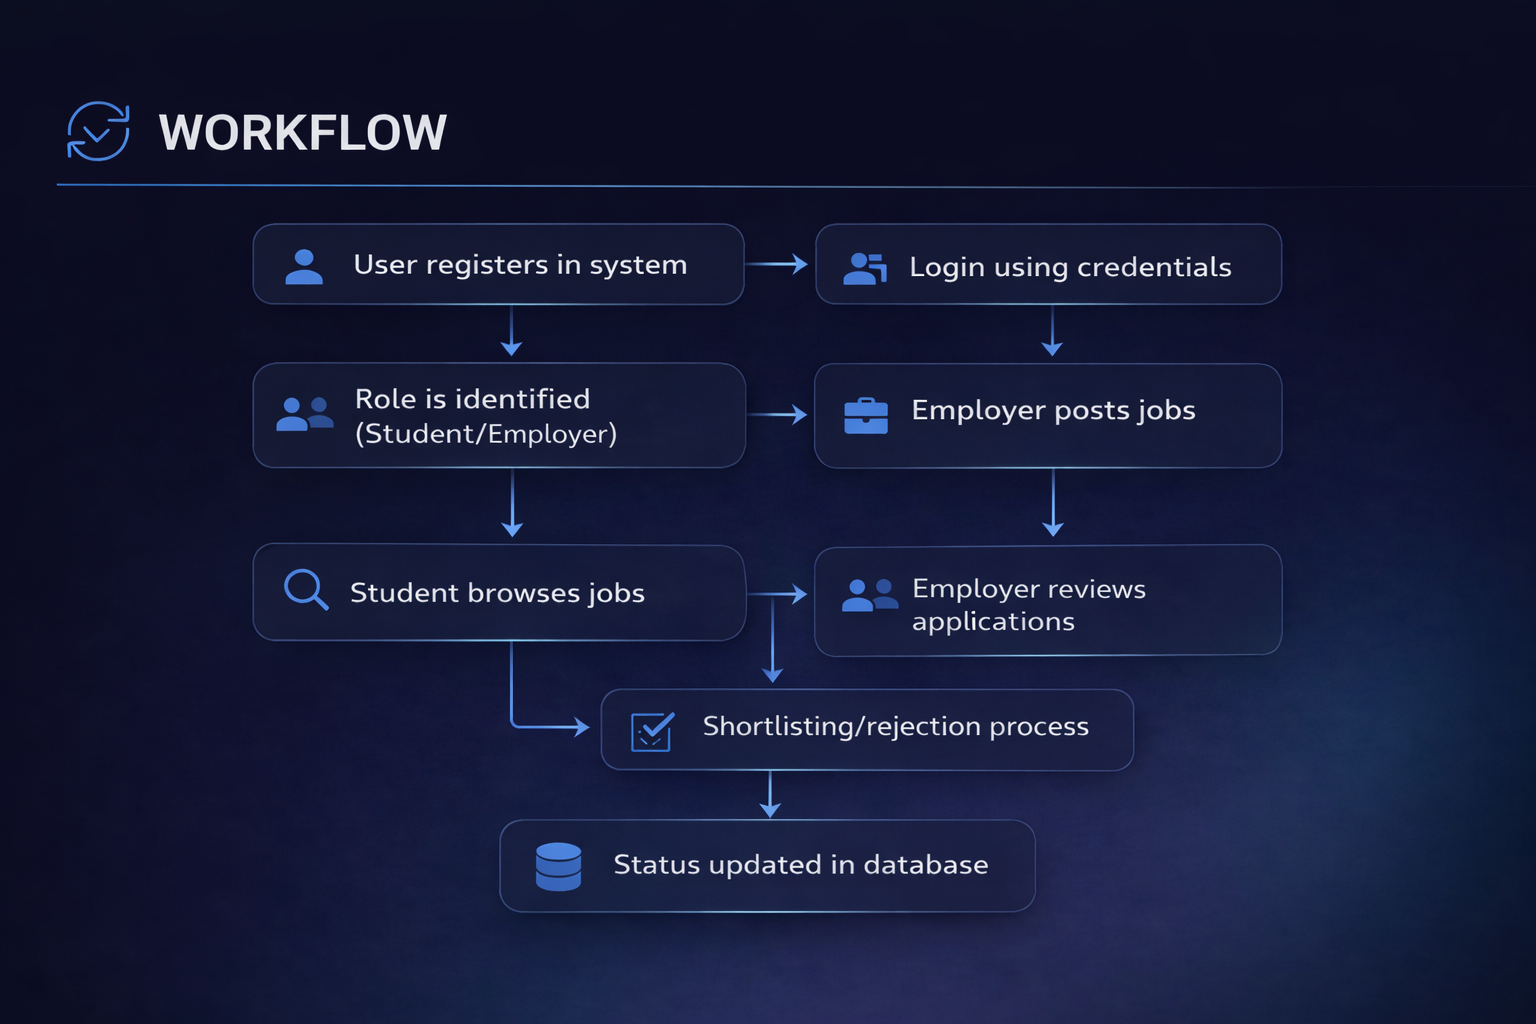 WORKFLOW
User registers in system
Login using credentials
Role is identified
(Student/Employer)
Employer posts jobs
Student browses jobs
Employer reviews
applications
Shortlisting/rejection process
Status updated in database